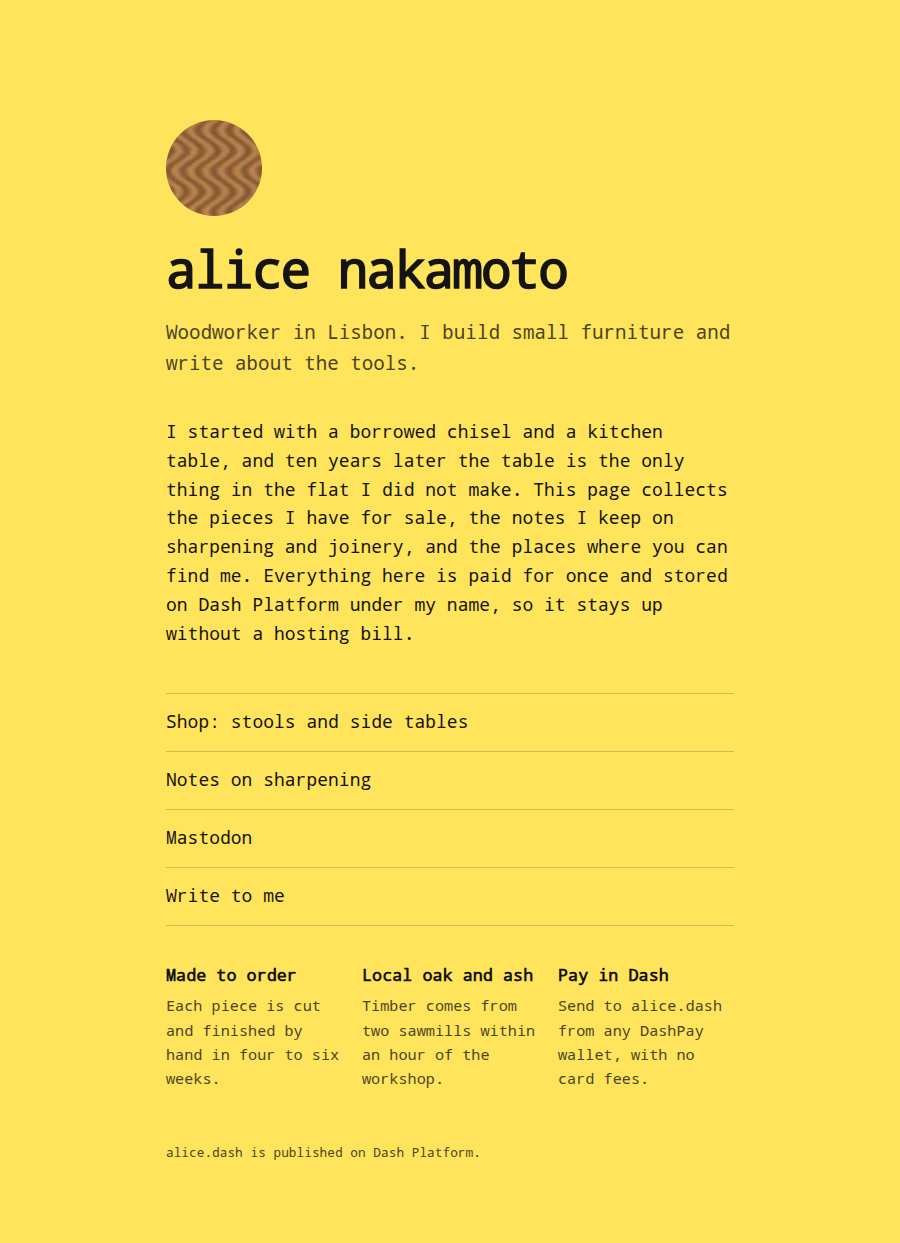 alice nakamoto
Woodworker in Lisbon. I build small furniture and
write about the tools.
I started with a borrowed chisel and a kitchen
table, and ten years later the table is the only
thing in the flat I did not make. This page collects
the pieces I have for sale, the notes I keep on
sharpening and joinery, and the places where you can
find me. Everything here is paid for once and stored
on Dash Platform under my name, so it stays up
without a hosting bill.
Shop: stools and side tables
Notes on sharpening
Mastodon
Write to me
Made to order
Each piece is cut
and finished by
hand in four to six
weeks.
Local oak and ash
Timber comes from
two sawmills within
an hour of the
workshop.
Pay in Dash
Send to alice.dash
from any DashPay
wallet, with no
card fees.
alice.dash is published on Dash Platform.